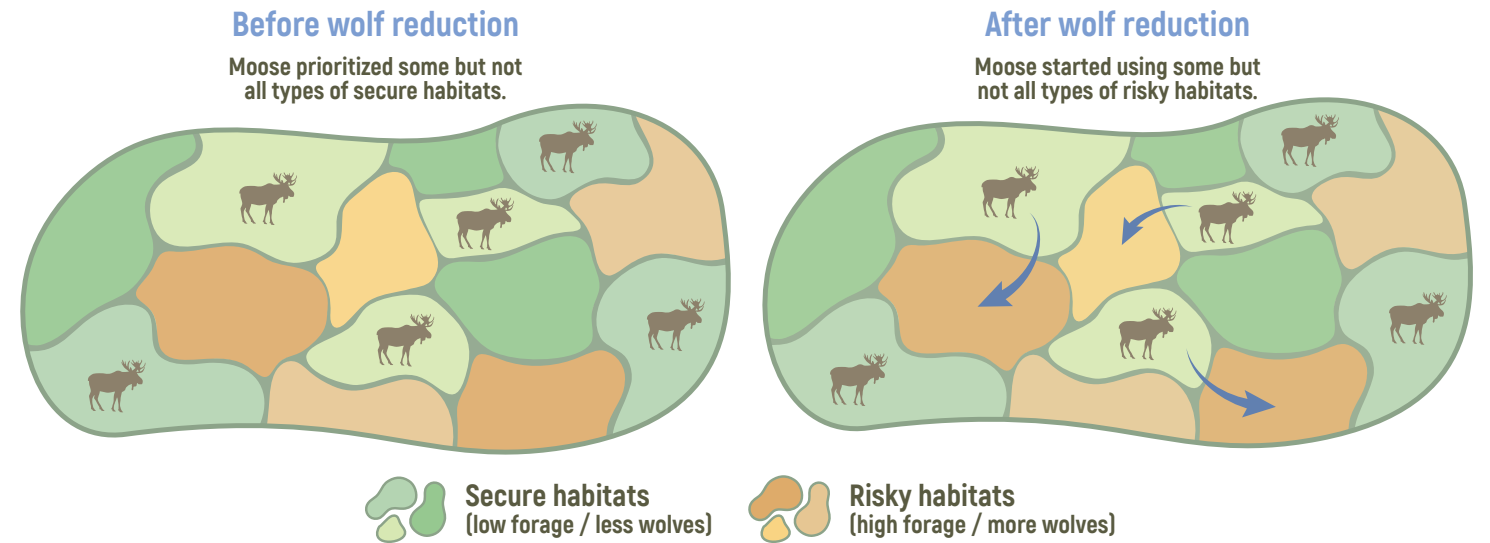 Before wolf reduction
Moose prioritized some but not
all types of secure habitats.
After wolf reduction
Moose started using some but
not all types of risky habitats.
Secure habitats
(low forage / less wolves)
Risky habitats
(high forage / more wolves)